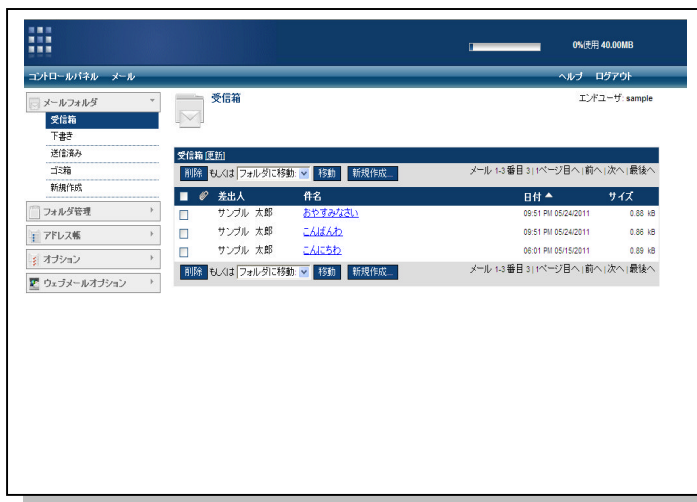 0%使用 40.00MB
コントロールパネル メール ヘルプ ログアウト
メールフォルダ
受信箱
下書き
送信済み
ゴミ箱
新規作成
フォルダ管理
アドレス帳
オプション
ウェブメールオプション
受信箱 エンドユーザ: sample
受信箱 [更新]
削除 もしくは フォルダに移動: 移動 新規作成... メール 1-3 番目 3 | 1ページ目へ | 前へ | 次へ | 最後へ
差出人 件名 日付 サイズ
サンプル 太郎 おやすみなさい 09:51 PM 05/24/2011 0.88 kB
サンプル 太郎 こんばんわ 09:51 PM 05/24/2011 0.86 kB
サンプル 太郎 こんにちわ 06:01 PM 05/15/2011 0.89 kB
削除 もしくは フォルダに移動: 移動 新規作成... メール 1-3 番目 3 | 1ページ目へ | 前へ | 次へ | 最後へ